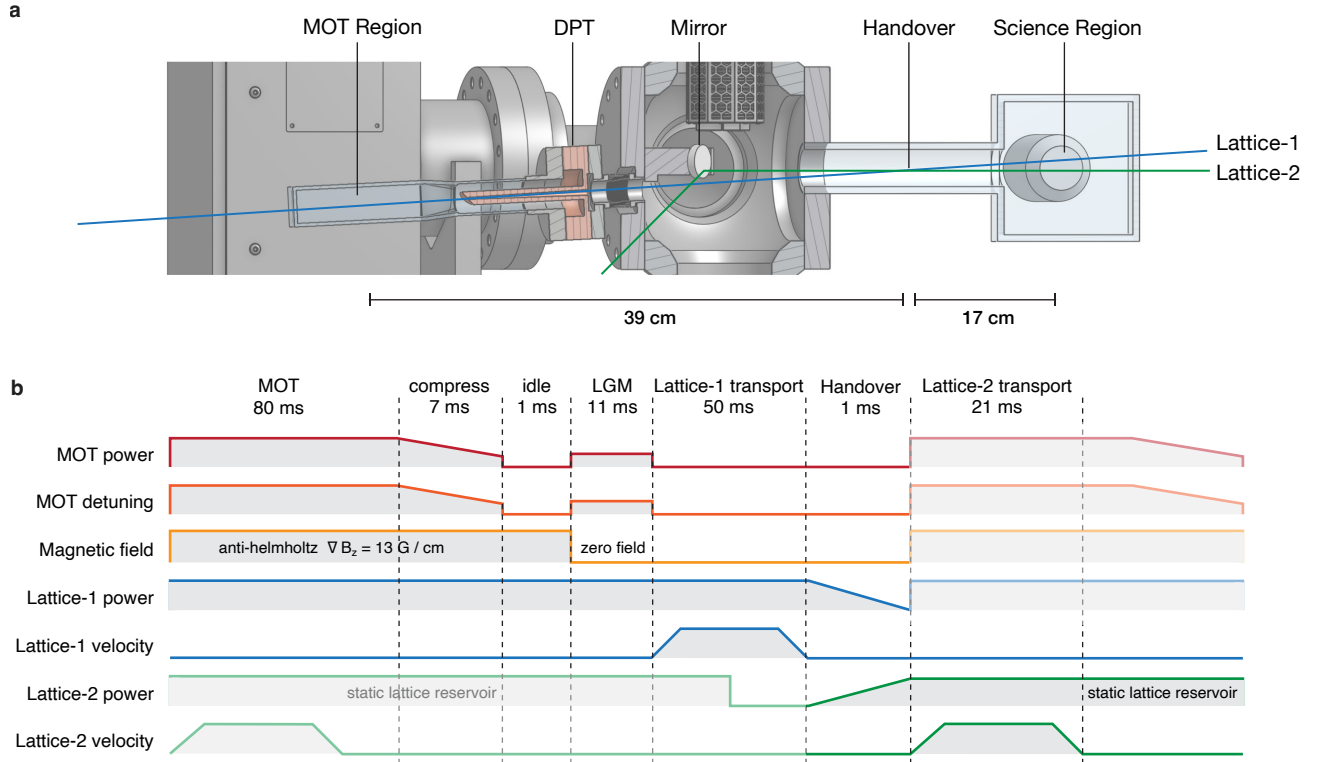 a
MOT Region
DPT
Mirror
Handover
Science Region
Lattice-1
Lattice-2
39 cm
17 cm
b
MOT
80 ms
compress
7 ms
idle
1 ms
LGM
11 ms
Lattice-1 transport
50 ms
Handover
1 ms
Lattice-2 transport
21 ms
MOT power
MOT detuning
Magnetic field
anti-helmholtz ∇ Bz = 13 G / cm
zero field
Lattice-1 power
Lattice-1 velocity
Lattice-2 power
static lattice reservoir
static lattice reservoir
Lattice-2 velocity